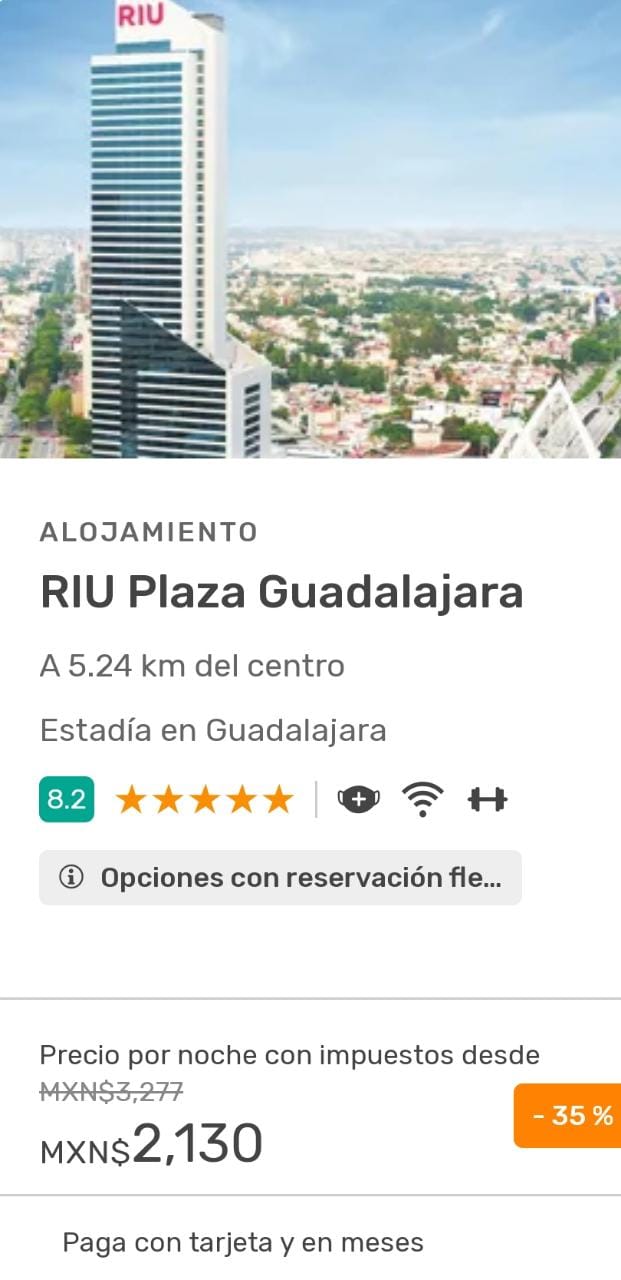 RIU
ALOJAMIENTO
RIU Plaza Guadalajara
A 5.24 km del centro
Estadía en Guadalajara
8.2
Opciones con reservación fle...
Precio por noche con impuestos desde
MXN$3,277
MXN$2,130
- 35 %
Paga con tarjeta y en meses